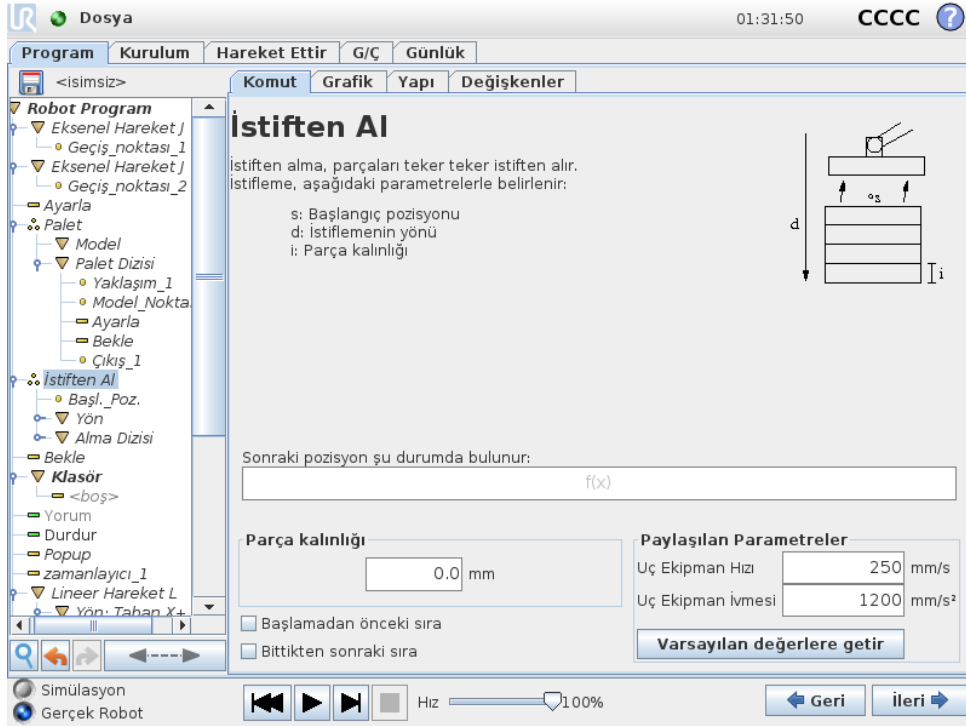 UR Dosya 01:31:50 CCCC ?
Program Kurulum Hareket Ettir G/Ç Günlük
<isimsiz>
Komut Grafik Yapı Değişkenler
Robot Program
Eksenel Hareket J
Geçiş_noktası_1
Eksenel Hareket J
Geçiş_noktası_2
Ayarla
Palet
Model
Palet Dizisi
Yaklaşım_1
Model_Nokta
Ayarla
Bekle
Çıkış_1
İstiften Al
Başl._Poz.
Yön
Alma Dizisi
Bekle
Klasör
<boş>
Yorum
Durdur
Popup
zamanlayıcı_1
Lineer Hareket L
Yön: Taban X+
İstiften Al
İstiften alma, parçaları teker teker istiften alır.
İstifleme, aşağıdaki parametrelerle belirlenir:
s: Başlangıç pozisyonu
d: İstiflemenin yönü
i: Parça kalınlığı
s
d
i
Sonraki pozisyon şu durumda bulunur:
f(x)
Parça kalınlığı
0.0 mm
Başlamadan önceki sıra
Bittikten sonraki sıra
Paylaşılan Parametreler
Uç Ekipman Hızı 250 mm/s
Uç Ekipman İvmesi 1200 mm/s²
Varsayılan değerlere getir
Simülasyon
Gerçek Robot
Hız 100%
Geri İleri